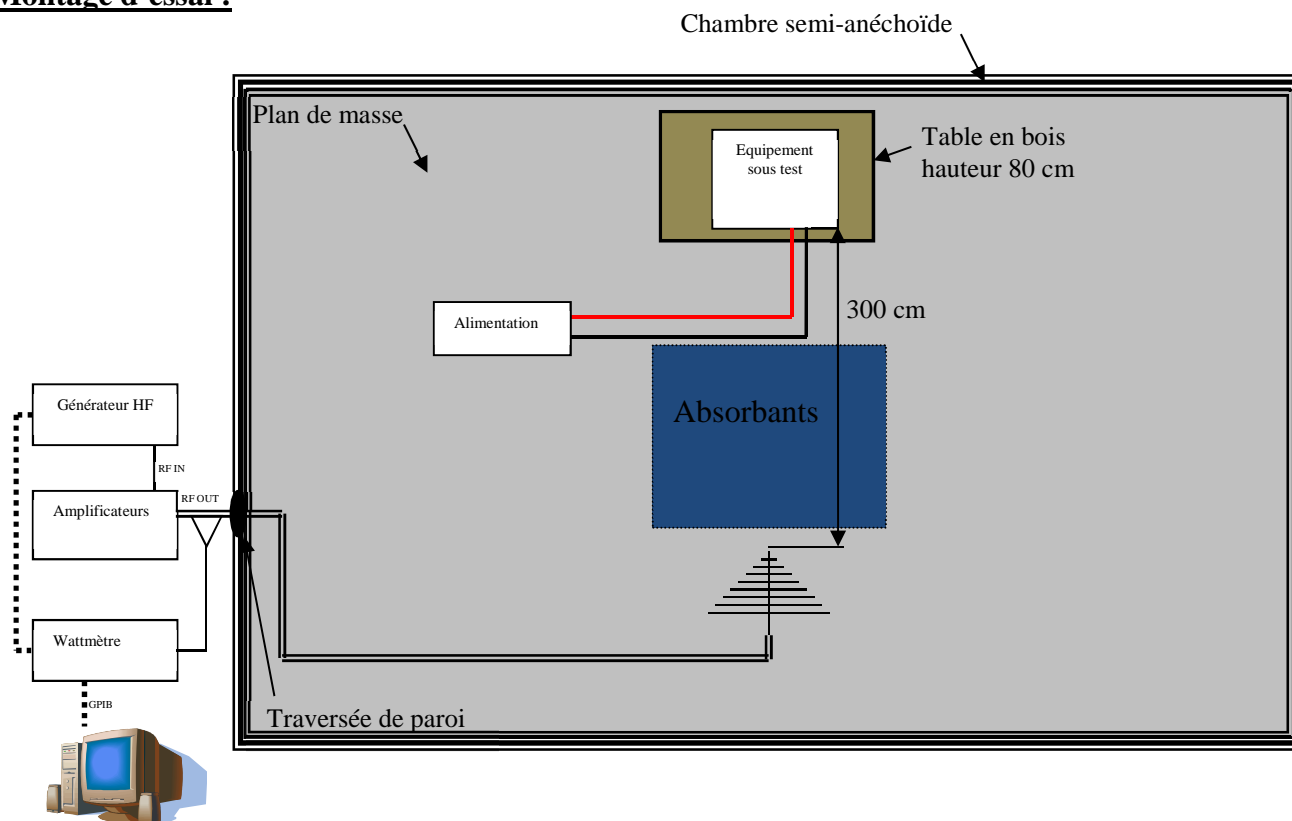 Montage d'essai :
Chambre semi-anéchoïde
Plan de masse
Equipement
sous test
Table en bois
hauteur 80 cm
300 cm
Alimentation
Absorbants
Générateur HF
RF IN
RF OUT
Amplificateurs
Wattmètre
GPIB
Traversée de paroi